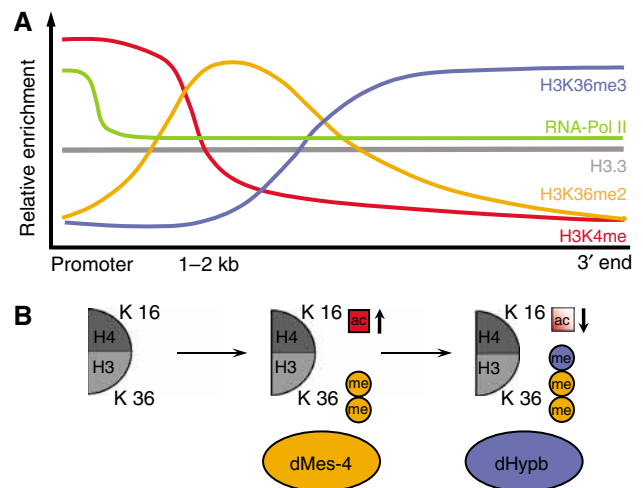 A
Relative enrichment
H3K36me3
RNA-Pol II
H3.3
H3K36me2
H3K4me
Promoter 1–2 kb 3′ end
B
K 16 K 16 ac K 16 ac
H4 H4 H4
H3 H3 H3
me
K 36 K 36 me K 36 me
me me
dMes-4 dHypb